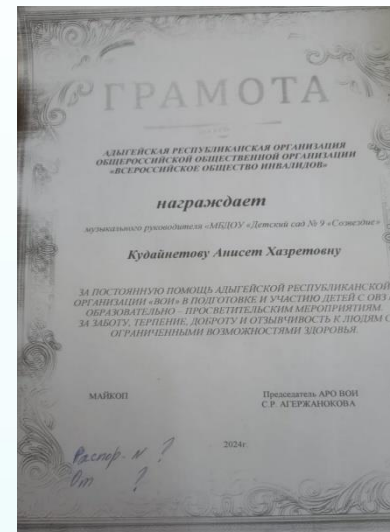 ГРАМОТА
АДЫГЕЙСКАЯ РЕСПУБЛИКАНСКАЯ ОРГАНИЗАЦИЯ
ОБЩЕРОССИЙСКОЙ ОБЩЕСТВЕННОЙ ОРГАНИЗАЦИИ
«ВСЕРОССИЙСКОЕ ОБЩЕСТВО ИНВАЛИДОВ»
награждает
музыкального руководителя «МБДОУ «Детский сад № 9 «Созвездие»
Кудайнетову Анисет Хазретовну
ЗА ПОСТОЯННУЮ ПОМОЩЬ АДЫГЕЙСКОЙ РЕСПУБЛИКАНСКОЙ
ОРГАНИЗАЦИИ «ВОИ» В ПОДГОТОВКЕ И УЧАСТИЮ ДЕТЕЙ С ОВЗ
ОБРАЗОВАТЕЛЬНО – ПРОСВЕТИТЕЛЬСКИМ МЕРОПРИЯТИЯМ.
ЗА ЗАБОТУ, ТЕРПЕНИЕ, ДОБРОТУ И ОТЗЫВЧИВОСТЬ К ЛЮДЯМ С
ОГРАНИЧЕННЫМИ ВОЗМОЖНОСТЯМИ ЗДОРОВЬЯ.
МАЙКОП
Председатель АРО ВОИ
С.Р. АГЕРЖАНОКОВА
2024г.
Распор- N ?
От ?